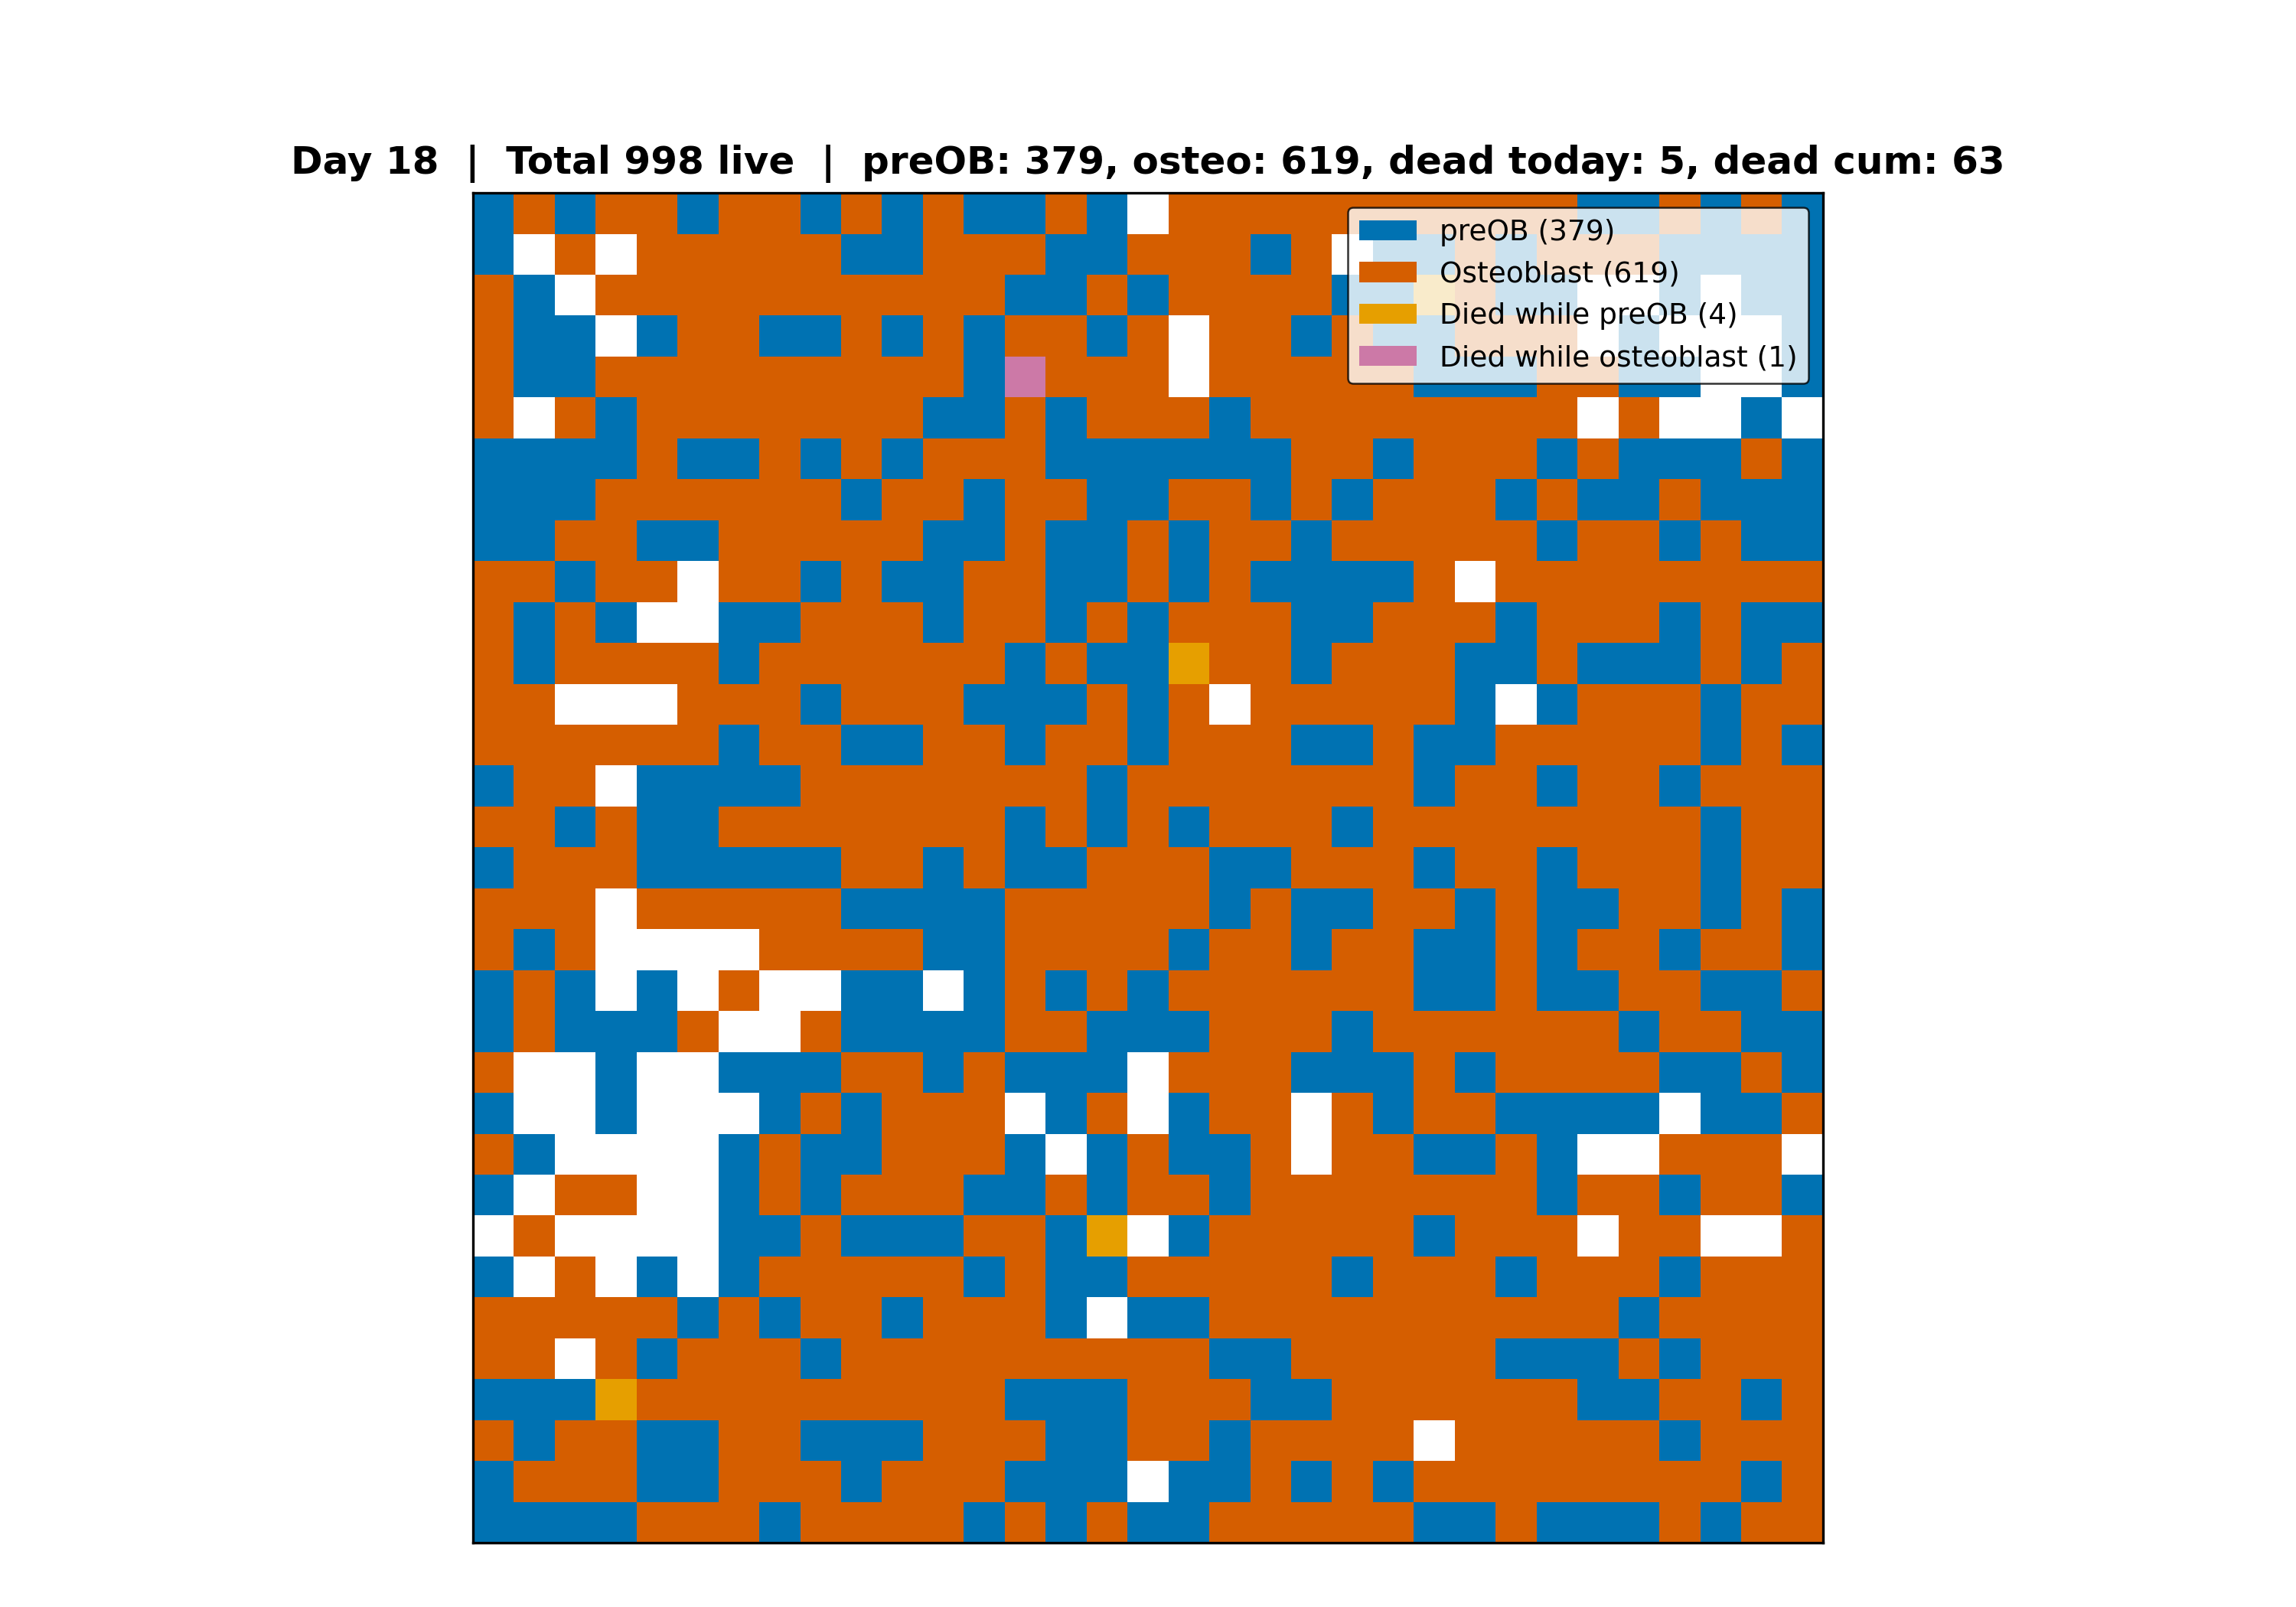 Day 18 | Total 998 live | preOB: 379, osteo: 619, dead today: 5, dead cum: 63
preOB (379)
Osteoblast (619)
Died while preOB (4)
Died while osteoblast (1)